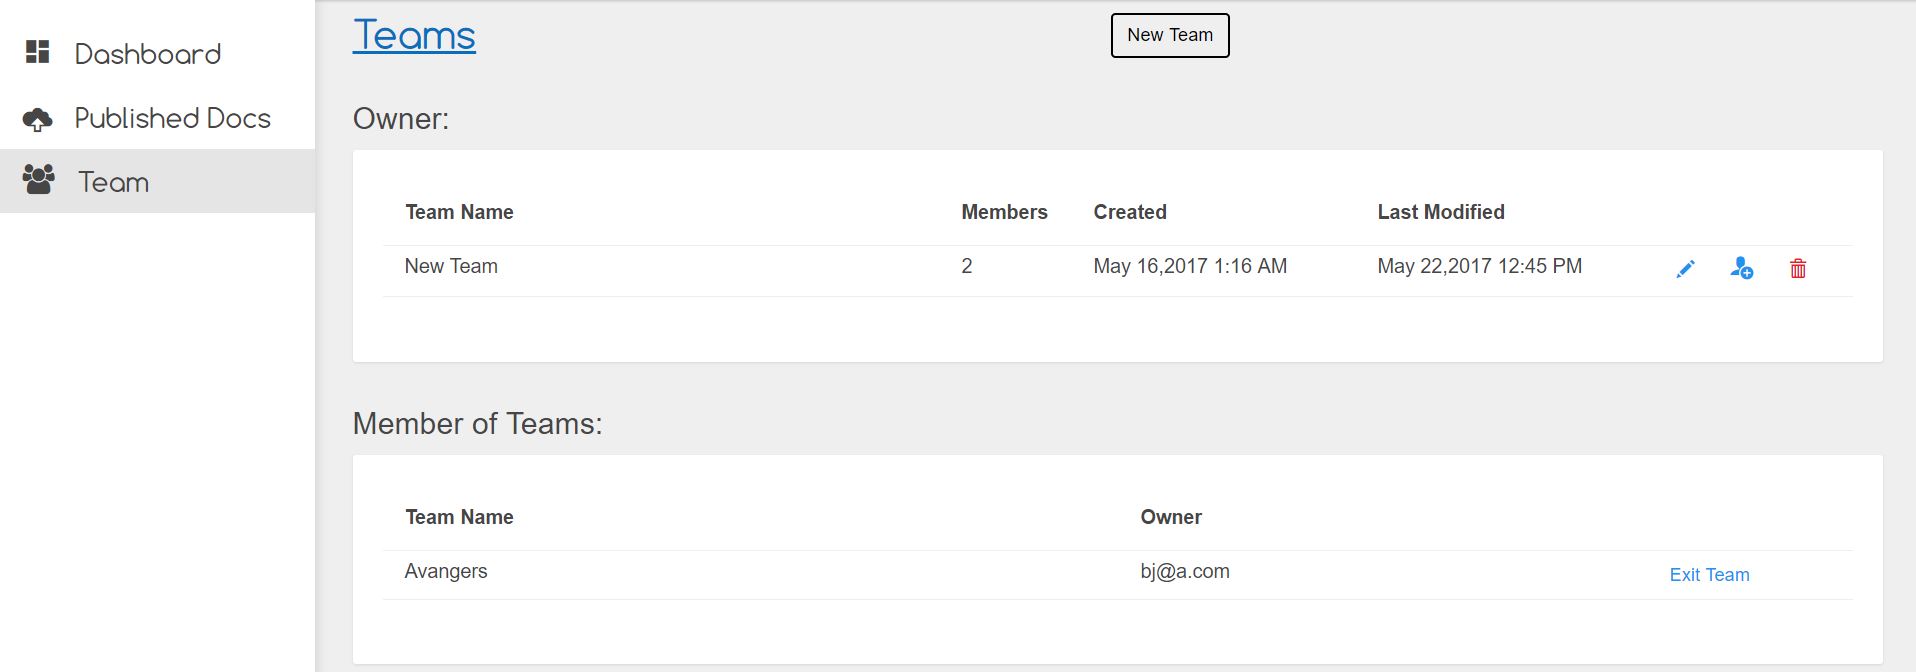 Dashboard
Published Docs
Team
Teams
New Team
Owner:
Team Name Members Created Last Modified
New Team 2 May 16,2017 1:16 AM May 22,2017 12:45 PM
Member of Teams:
Team Name Owner
Avangers bj@a.com Exit Team